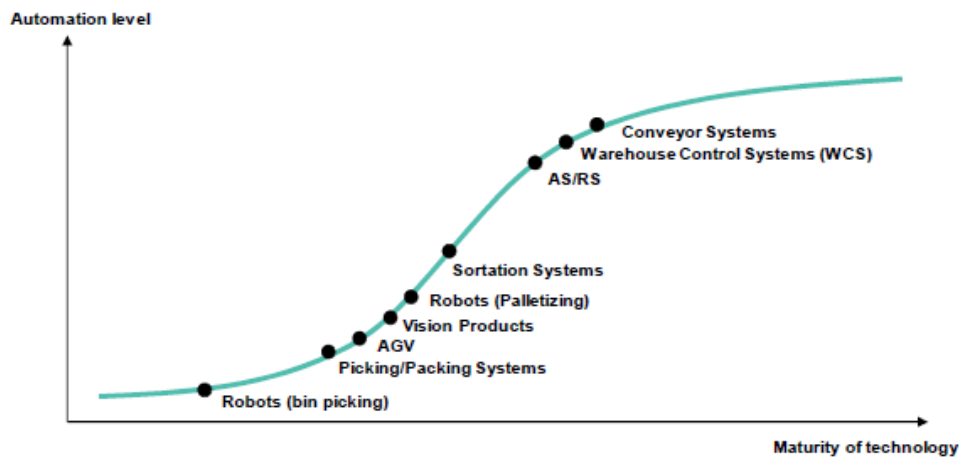 Automation level
Conveyor Systems
Warehouse Control Systems (WCS)
AS/RS
Sortation Systems
Robots (Palletizing)
Vision Products
AGV
Picking/Packing Systems
Robots (bin picking)
Maturity of technology